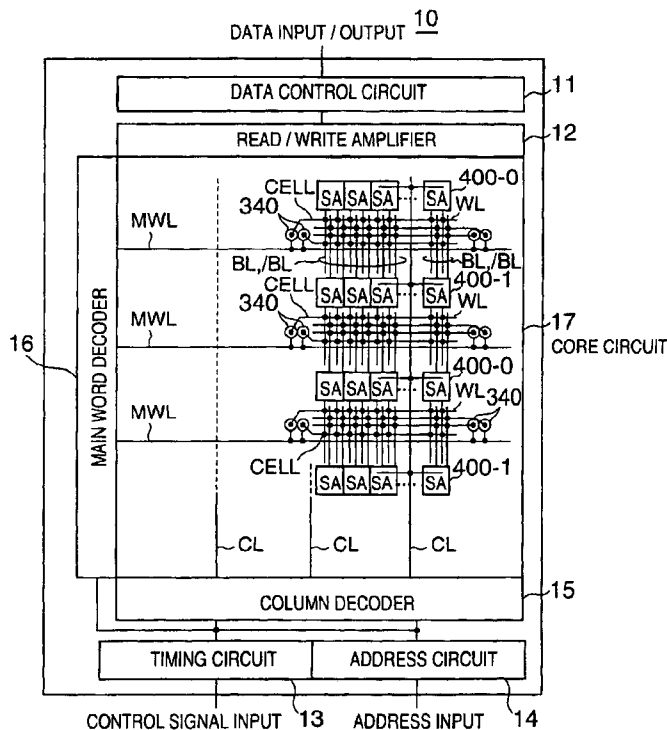 DATA INPUT / OUTPUT 10
DATA CONTROL CIRCUIT 11
READ / WRITE AMPLIFIER 12
MAIN WORD DECODER 16
CELL SA SA SA SA 400-0
340 WL
MWL
BL,/BL BL,/BL
CELL SA SA SA SA 400-1
340 WL
MWL
17 CORE CIRCUIT
SA SA SA SA 400-0
WL 340
MWL
CELL SA SA SA SA 400-1
CL CL CL
COLUMN DECODER 15
TIMING CIRCUIT ADDRESS CIRCUIT
CONTROL SIGNAL INPUT 13 ADDRESS INPUT 14